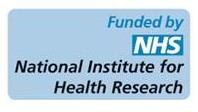 Funded by
NHS
National Institute for
Health Research